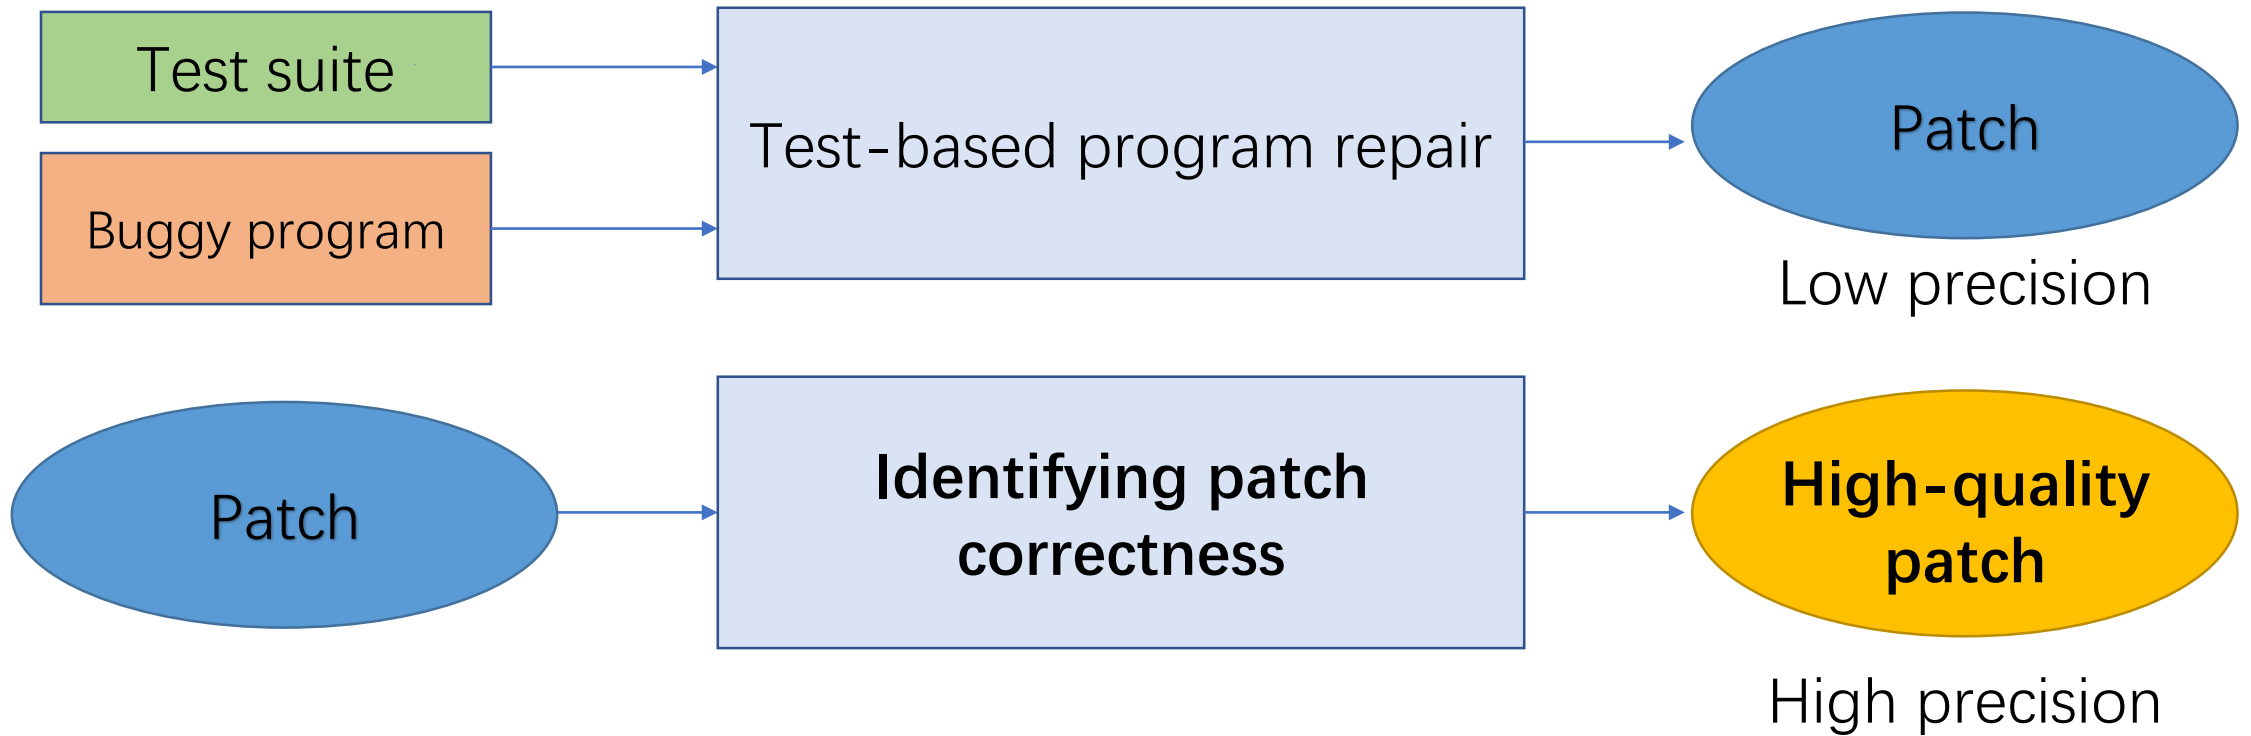 Test suite
Buggy program
Test-based program repair
Patch
Low precision
Patch
Identifying patch
correctness
High-quality
patch
High precision